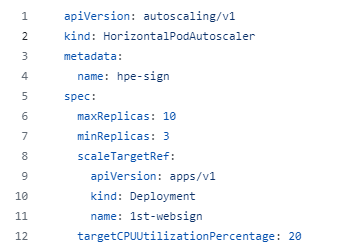 1 apiVersion: autoscaling/v1
2 kind: HorizontalPodAutoscaler
3 metadata:
4   name: hpe-sign
5 spec:
6   maxReplicas: 10
7   minReplicas: 3
8   scaleTargetRef:
9     apiVersion: apps/v1
10     kind: Deployment
11     name: 1st-websign
12   targetCPUUtilizationPercentage: 20